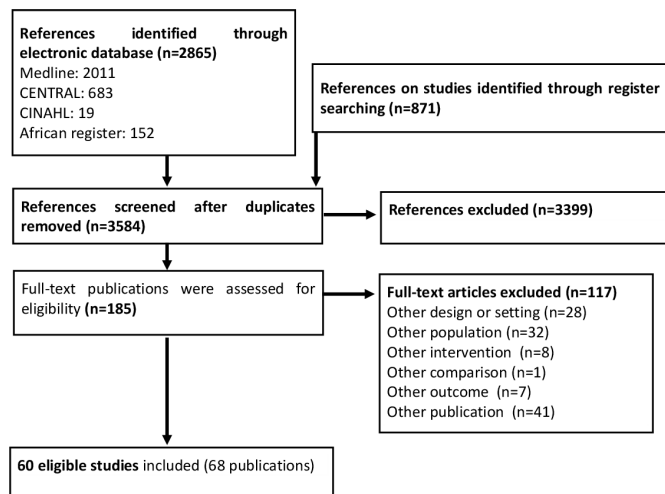 References identified through
electronic database (n=2865)
Medline: 2011
CENTRAL: 683
CINAHL: 19
African register: 152
References on studies identified through register
searching (n=871)
References screened after duplicates
removed (n=3584)
References excluded (n=3399)
Full-text publications were assessed for
eligibility (n=185)
Full-text articles excluded (n=117)
Other design or setting (n=28)
Other population (n=32)
Other intervention (n=8)
Other comparison (n=1)
Other outcome (n=7)
Other publication (n=41)
60 eligible studies included (68 publications)